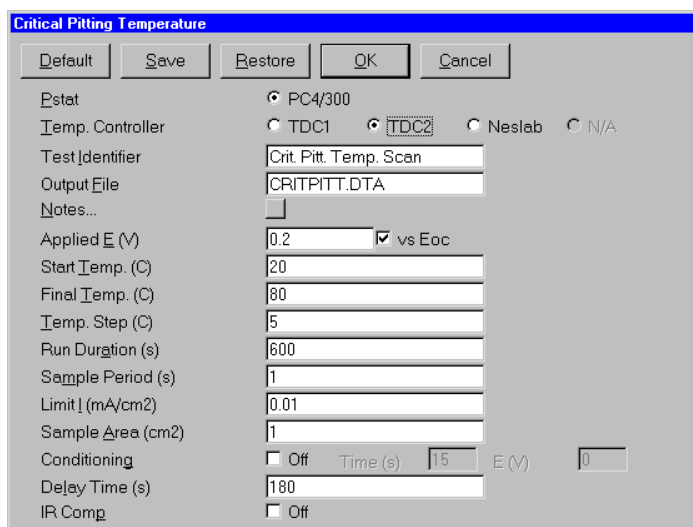 Critical Pitting Temperature
Default Save Restore OK Cancel
Pstat PC4/300
Temp. Controller TDC1 TDC2 Neslab N/A
Test Identifier Crit. Pitt. Temp. Scan
Output File CRITPITT.DTA
Notes...
Applied E (V) 0.2 vs Eoc
Start Temp. (C) 20
Final Temp. (C) 80
Temp. Step (C) 5
Run Duration (s) 600
Sample Period (s) 1
Limit I (mA/cm2) 0.01
Sample Area (cm2) 1
Conditioning Off Time (s) 15 E (V) 0
Delay Time (s) 180
IR Comp Off